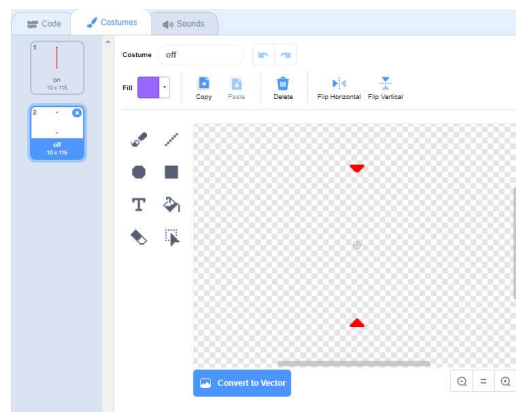 Code Costumes Sounds
1
on
10 x 115
2
off
10 x 115
Costume off
Fill Copy Paste Delete Flip Horizontal Flip Vertical
T
Convert to Vector
=